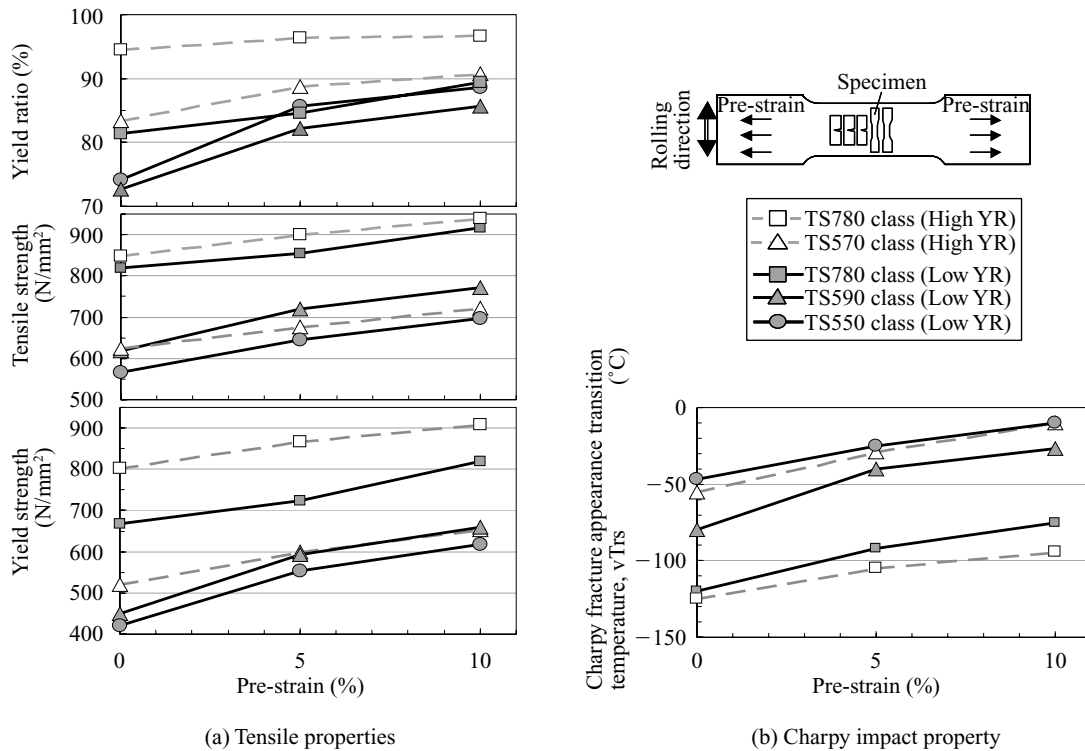 Yield ratio (%)
100
90
80
70
Tensile strength
(N/mm²)
900
800
700
600
500
Yield strength
(N/mm²)
900
800
700
600
500
400
0
5
10
Pre-strain (%)
(a) Tensile properties
Rolling
direction
Pre-strain
Specimen
Pre-strain
TS780 class (High YR)
TS570 class (High YR)
TS780 class (Low YR)
TS590 class (Low YR)
TS550 class (Low YR)
Charpy fracture appearance transition
temperature, vTrs
(˚C)
0
−50
−100
−150
0
5
10
Pre-strain (%)
(b) Charpy impact property